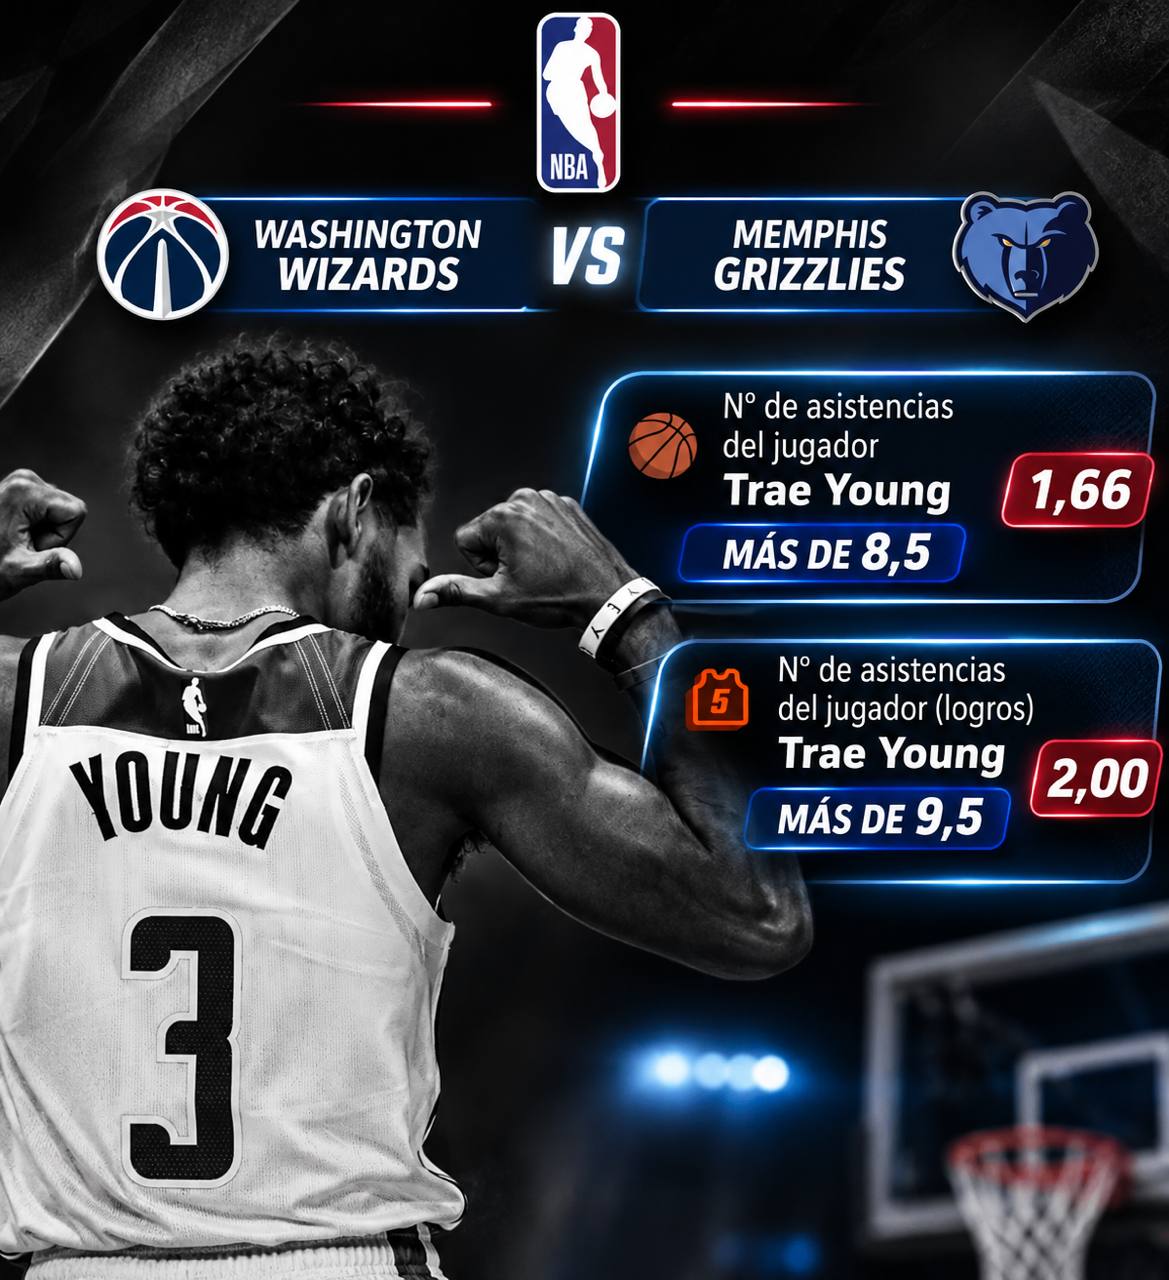 NBA
WASHINGTON
WIZARDS
VS
MEMPHIS
GRIZZLIES
Nº de asistencias
del jugador
Trae Young
1,66
MÁS DE 8,5
5
Nº de asistencias
del jugador (logros)
Trae Young
2,00
MÁS DE 9,5
YOUNG
3